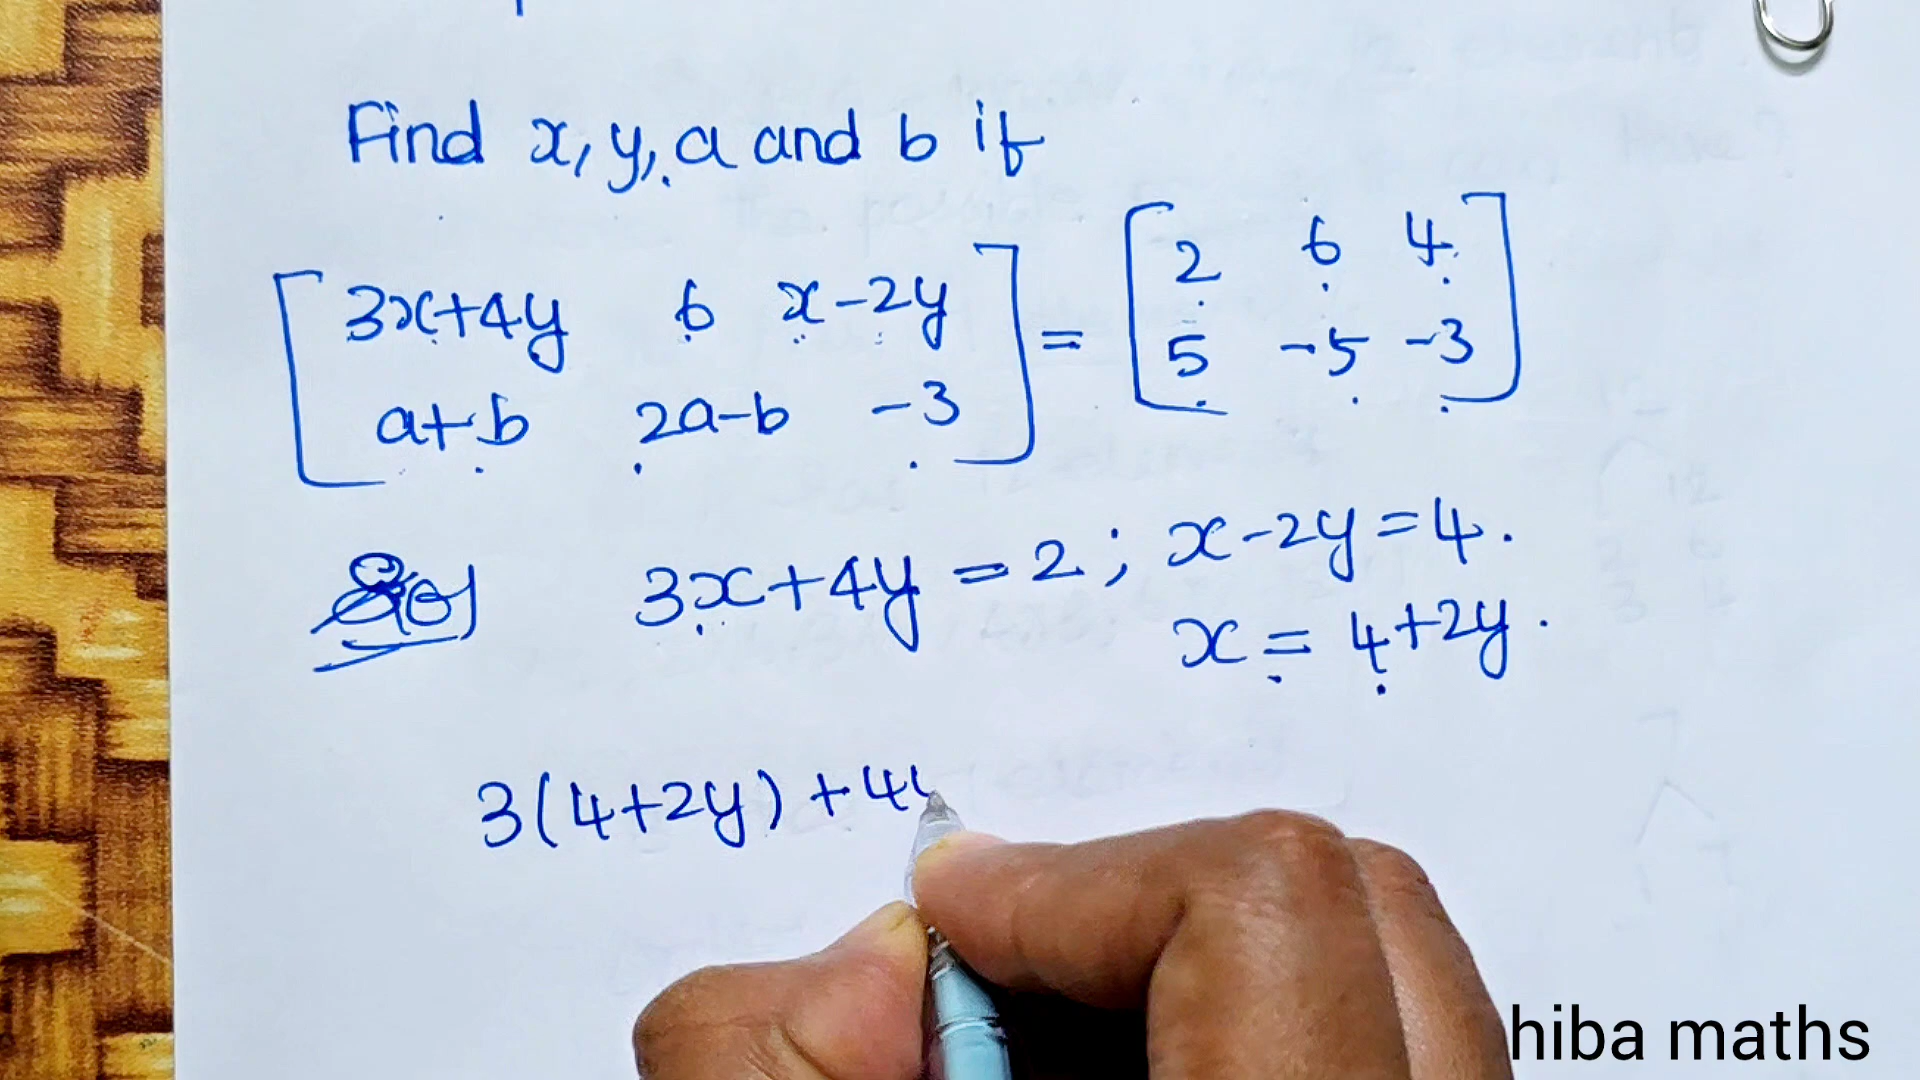 Find x, y, a and b if
[3x+4y 6 x-2y] = [2 6 4]
[a+b 2a-b -3] [5 -5 -3]
Sol 3x+4y = 2 ; x-2y=4.
x = 4+2y.
3(4+2y) + 4y
hiba maths